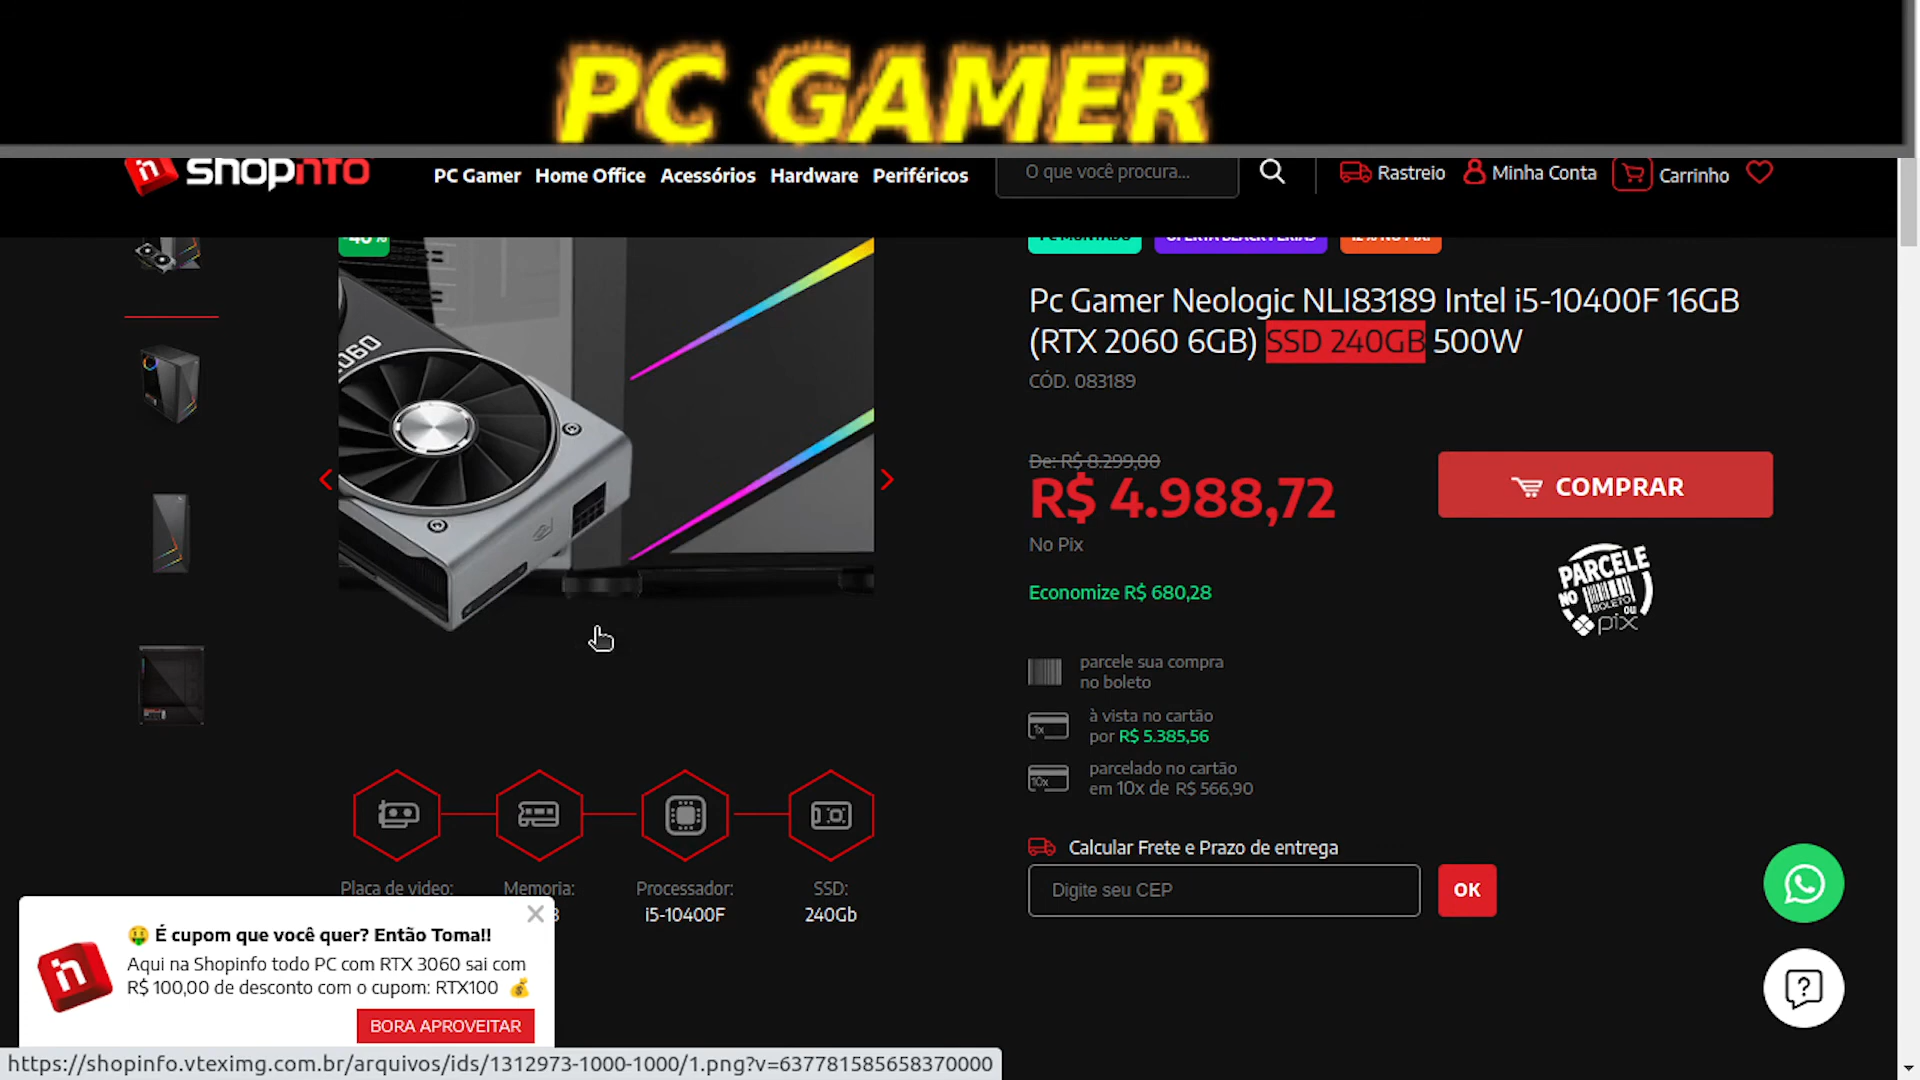 PC GAMER
shopinfo
PC Gamer Home Office Acessórios Hardware Periféricos
O que você procura...
Rastreio Minha Conta Carrinho
Pc Gamer Neologic NLI83189 Intel i5-10400F 16GB
(RTX 2060 6GB) SSD 240GB 500W
CÓD. 083189
De: R$ 8.299,00
R$ 4.988,72
COMPRAR
No Pix
PARCELE
NO BOLETO OU
pix
Economize R$ 680,28
parcele sua compra
no boleto
1x
à vista no cartão
por R$ 5.385,56
10x
parcelado no cartão
em 10x de R$ 566,90
Calcular Frete e Prazo de entrega
Digite seu CEP
OK
Placa de video:
Memoria:
Processador:
i5-10400F
SSD:
240Gb
É cupom que você quer? Então Toma!!
Aqui na Shopinfo todo PC com RTX 3060 sai com
R$ 100,00 de desconto com o cupom: RTX100
BORA APROVEITAR
https://shopinfo.vteximg.com.br/arquivos/ids/1312973-1000-1000/1.png?v=637781585658370000